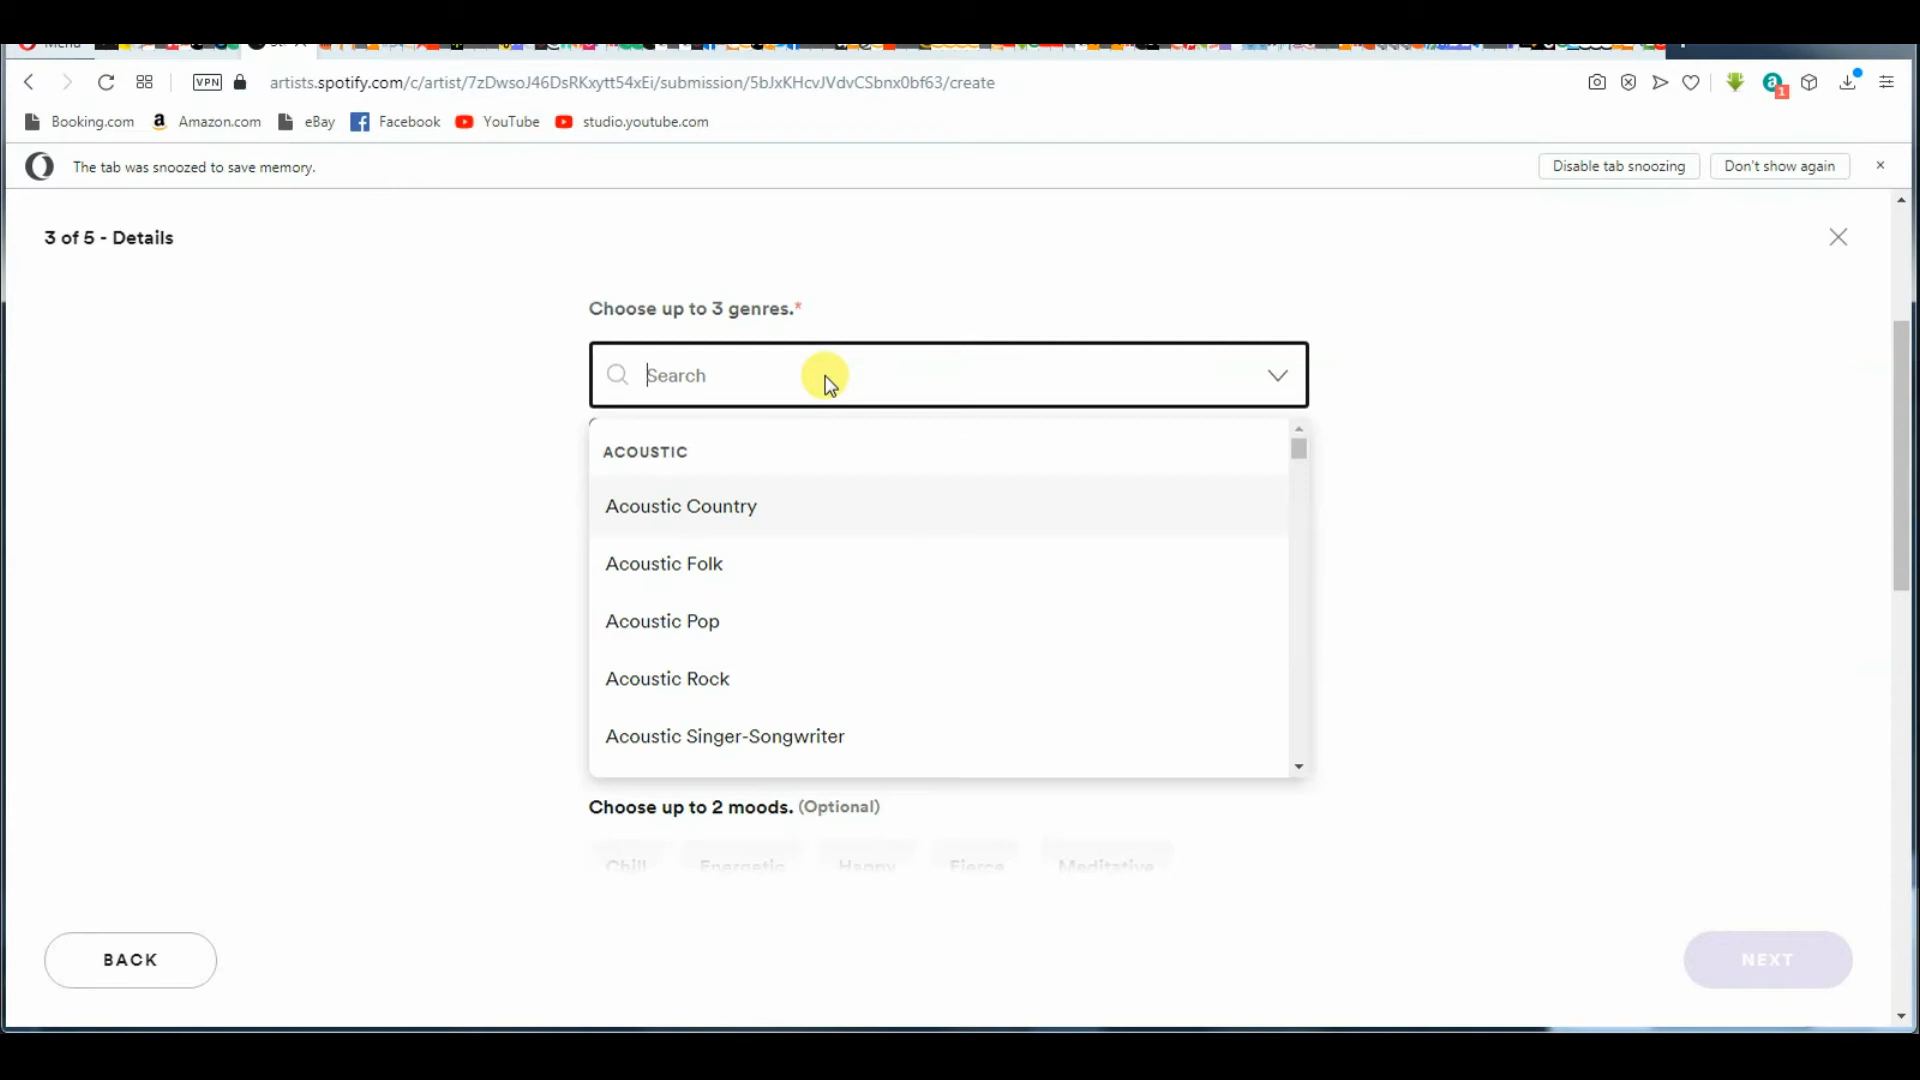 Menu
VPN
artists.spotify.com/c/artist/7zDwsoJ46DsRKxytt54xEi/submission/5bJxKHcvJVdvCSbnx0bf63/create
1
Booking.com
Amazon.com
eBay
Facebook
YouTube
studio.youtube.com
The tab was snoozed to save memory.
Disable tab snoozing
Don't show again
3 of 5 - Details
Choose up to 3 genres.*
Search
ACOUSTIC
Acoustic Country
Acoustic Folk
Acoustic Pop
Acoustic Rock
Acoustic Singer-Songwriter
Choose up to 2 moods. (Optional)
Chill
Energetic
Happy
Fierce
Meditative
BACK
NEXT